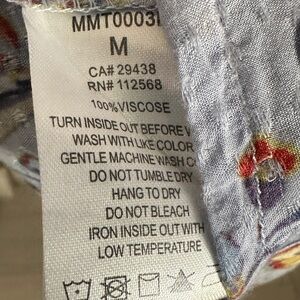 MMT0003
M
CA# 29438
RN# 112568
100%VISCOSE
TURN INSIDE OUT BEFORE
WASH WITH LIKE COLOR
GENTLE MACHINE WASH
DO NOT TUMBLE DRY
HANG TO DRY
DO NOT BLEACH
IRON INSIDE OUT WITH
LOW TEMPERATURE